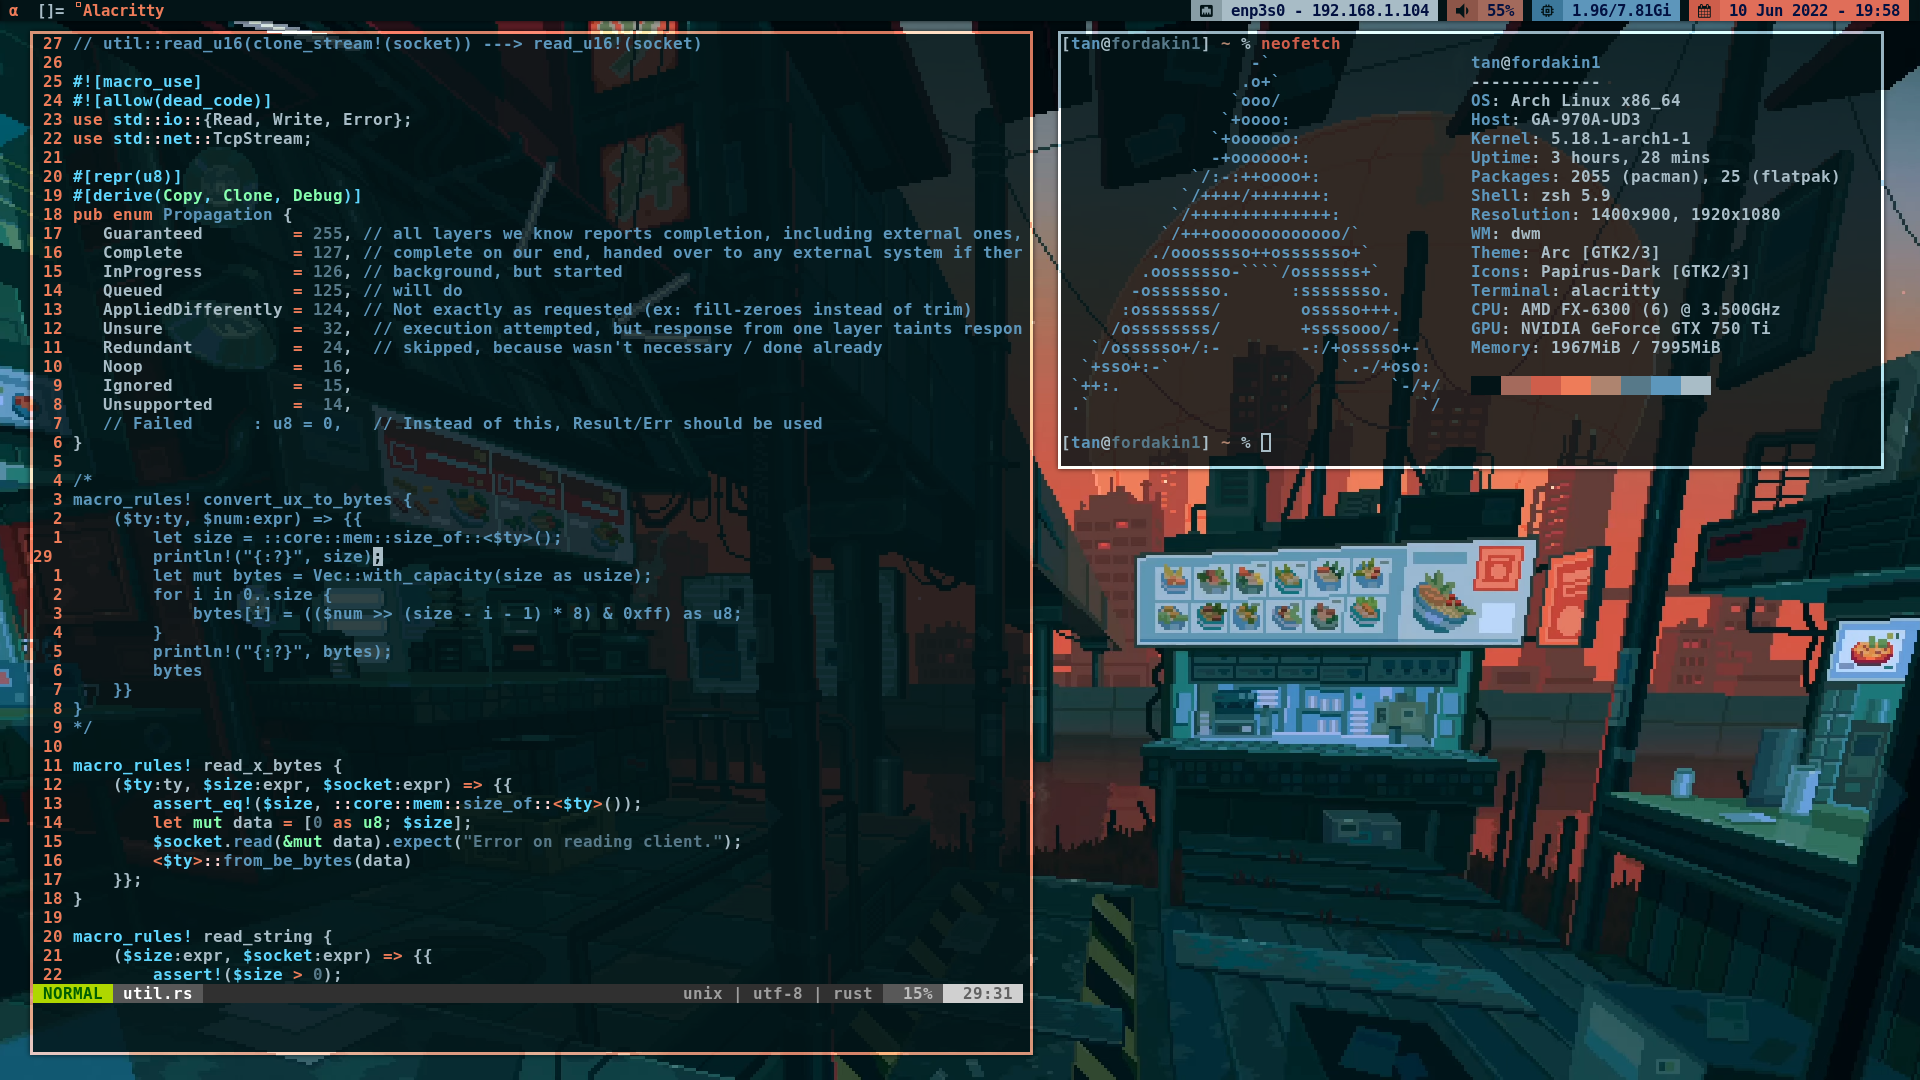 α []= Alacritty
enp3s0 - 192.168.1.104
55%
1.96/7.81Gi
10 Jun 2022 - 19:58
27 // util::read_u16(clone_stream!(socket)) ---> read_u16!(socket)
26
25 #![macro_use]
24 #![allow(dead_code)]
23 use std::io::{Read, Write, Error};
22 use std::net::TcpStream;
21
20 #[repr(u8)]
19 #[derive(Copy, Clone, Debug)]
18 pub enum Propagation {
17    Guaranteed         = 255, // all layers we know reports completion, including external ones,
16    Complete           = 127, // complete on our end, handed over to any external system if ther
15    InProgress         = 126, // background, but started
14    Queued             = 125, // will do
13    AppliedDifferently = 124, // Not exactly as requested (ex: fill-zeroes instead of trim)
12    Unsure             =  32,  // execution attempted, but response from one layer taints respon
11    Redundant          =  24,  // skipped, because wasn't necessary / done already
10    Noop               =  16,
9    Ignored            =  15,
8    Unsupported        =  14,
7    // Failed      : u8 = 0,   // Instead of this, Result/Err should be used
6 }
5
4 /*
3 macro_rules! convert_ux_to_bytes {
2     ($ty:ty, $num:expr) => {{
1         let size = ::core::mem::size_of::<$ty>();
29         println!("{:?}", size);
1         let mut bytes = Vec::with_capacity(size as usize);
2         for i in 0..size {
3             bytes[i] = (($num >> (size - i - 1) * 8) & 0xff) as u8;
4         }
5         println!("{:?}", bytes);
6         bytes
7     }}
8 }
9 */
10
11 macro_rules! read_x_bytes {
12     ($ty:ty, $size:expr, $socket:expr) => {{
13         assert_eq!($size, ::core::mem::size_of::<$ty>());
14         let mut data = [0 as u8; $size];
15         $socket.read(&mut data).expect("Error on reading client.");
16         <$ty>::from_be_bytes(data)
17     }};
18 }
19
20 macro_rules! read_string {
21     ($size:expr, $socket:expr) => {{
22         assert!($size > 0);
NORMAL util.rs unix | utf-8 | rust 15% 29:31
[tan@fordakin1] ~ % neofetch
-`
.o+`
`ooo/
`+oooo:
`+oooooo:
-+oooooo+:
`/:-:++oooo+:
`/++++/+++++++:
`/++++++++++++++:
`/+++ooooooooooooo/`
./ooosssso++osssssso+`
.oossssso-````/ossssss+`
-osssssso.      :ssssssso.
:osssssss/        osssso+++.
/ossssssss/        +ssssooo/-
`/ossssso+/:-        -:/+osssso+-
`+sso+:-`                 `.-/+oso:
`++:.                           `-/+/
.`                                 `/
tan@fordakin1
-------------
OS: Arch Linux x86_64
Host: GA-970A-UD3
Kernel: 5.18.1-arch1-1
Uptime: 3 hours, 28 mins
Packages: 2055 (pacman), 25 (flatpak)
Shell: zsh 5.9
Resolution: 1400x900, 1920x1080
WM: dwm
Theme: Arc [GTK2/3]
Icons: Papirus-Dark [GTK2/3]
Terminal: alacritty
CPU: AMD FX-6300 (6) @ 3.500GHz
GPU: NVIDIA GeForce GTX 750 Ti
Memory: 1967MiB / 7995MiB
[tan@fordakin1] ~ %